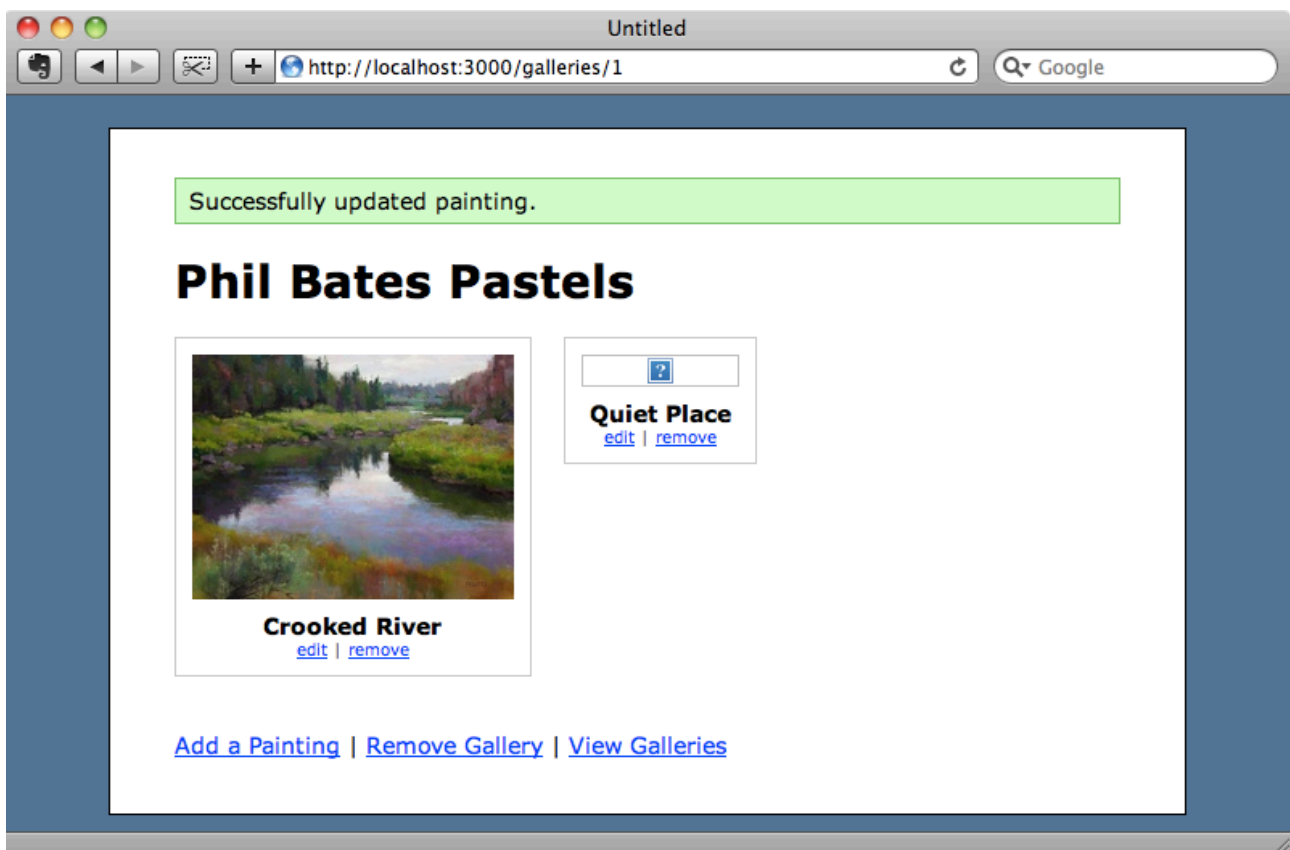 Untitled
http://localhost:3000/galleries/1
Google
Successfully updated painting.
Phil Bates Pastels
Quiet Place
edit | remove
Crooked River
edit | remove
Add a Painting | Remove Gallery | View Galleries